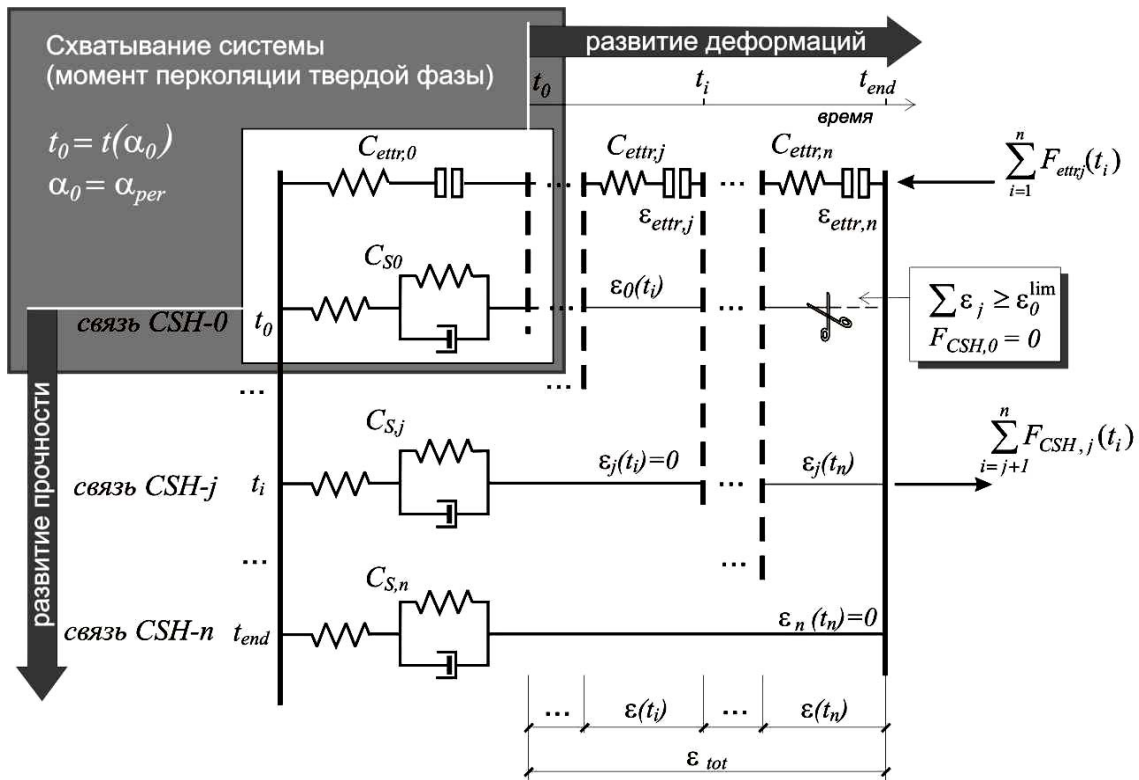 Схватывание системы
(момент перколяции твердой фазы)
t₀ = t(α₀)
α₀ = αper
развитие деформаций
t₀ tᵢ tend
время
Cettr,0 Cettr,j Cettr,n
... ...
εettr,j εettr,n
n
∑ Fettrj(tᵢ)
i=1
CS0
ε₀(tᵢ)
... ...
связь CSH-0 t₀
∑ εⱼ ≥ ε₀lim
FCSH,0 = 0
развитие прочности
... ...
CS,j
εⱼ(tᵢ)=0 ... εⱼ(tₙ)
связь CSH-j tᵢ
n
∑ FCSH,j(tᵢ)
i=j+1
... ...
CS,n
εₙ(tₙ)=0
связь CSH-n tend
... ε(tᵢ) ... ε(tₙ)
εtot